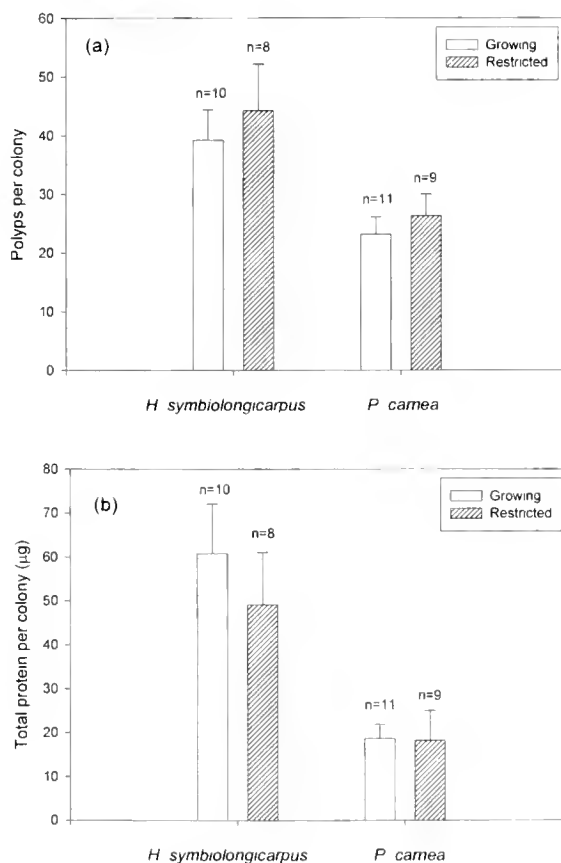 (a)
Growing
Restricted
60
50
40
30
20
10
0
Polyps per colony
n=10
n=8
n=11
n=9
H symbiolongicarpus
P carnea
(b)
Growing
Restricted
80
70
60
50
40
30
20
10
0
Total protein per colony (µg)
n=10
n=8
n=11
n=9
H symbiolongicarpus
P carnea